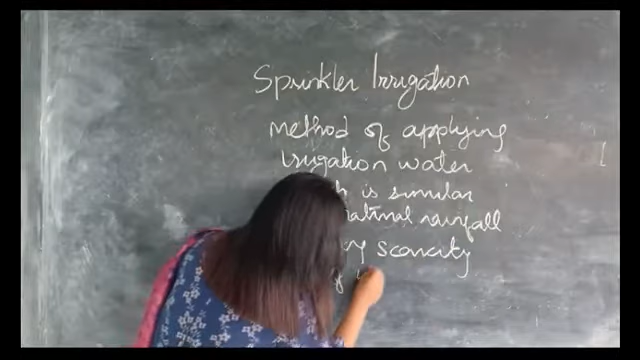 Sprinkler Irrigation
method of applying
irrigation water
is similar
natural rainfall
scarcity